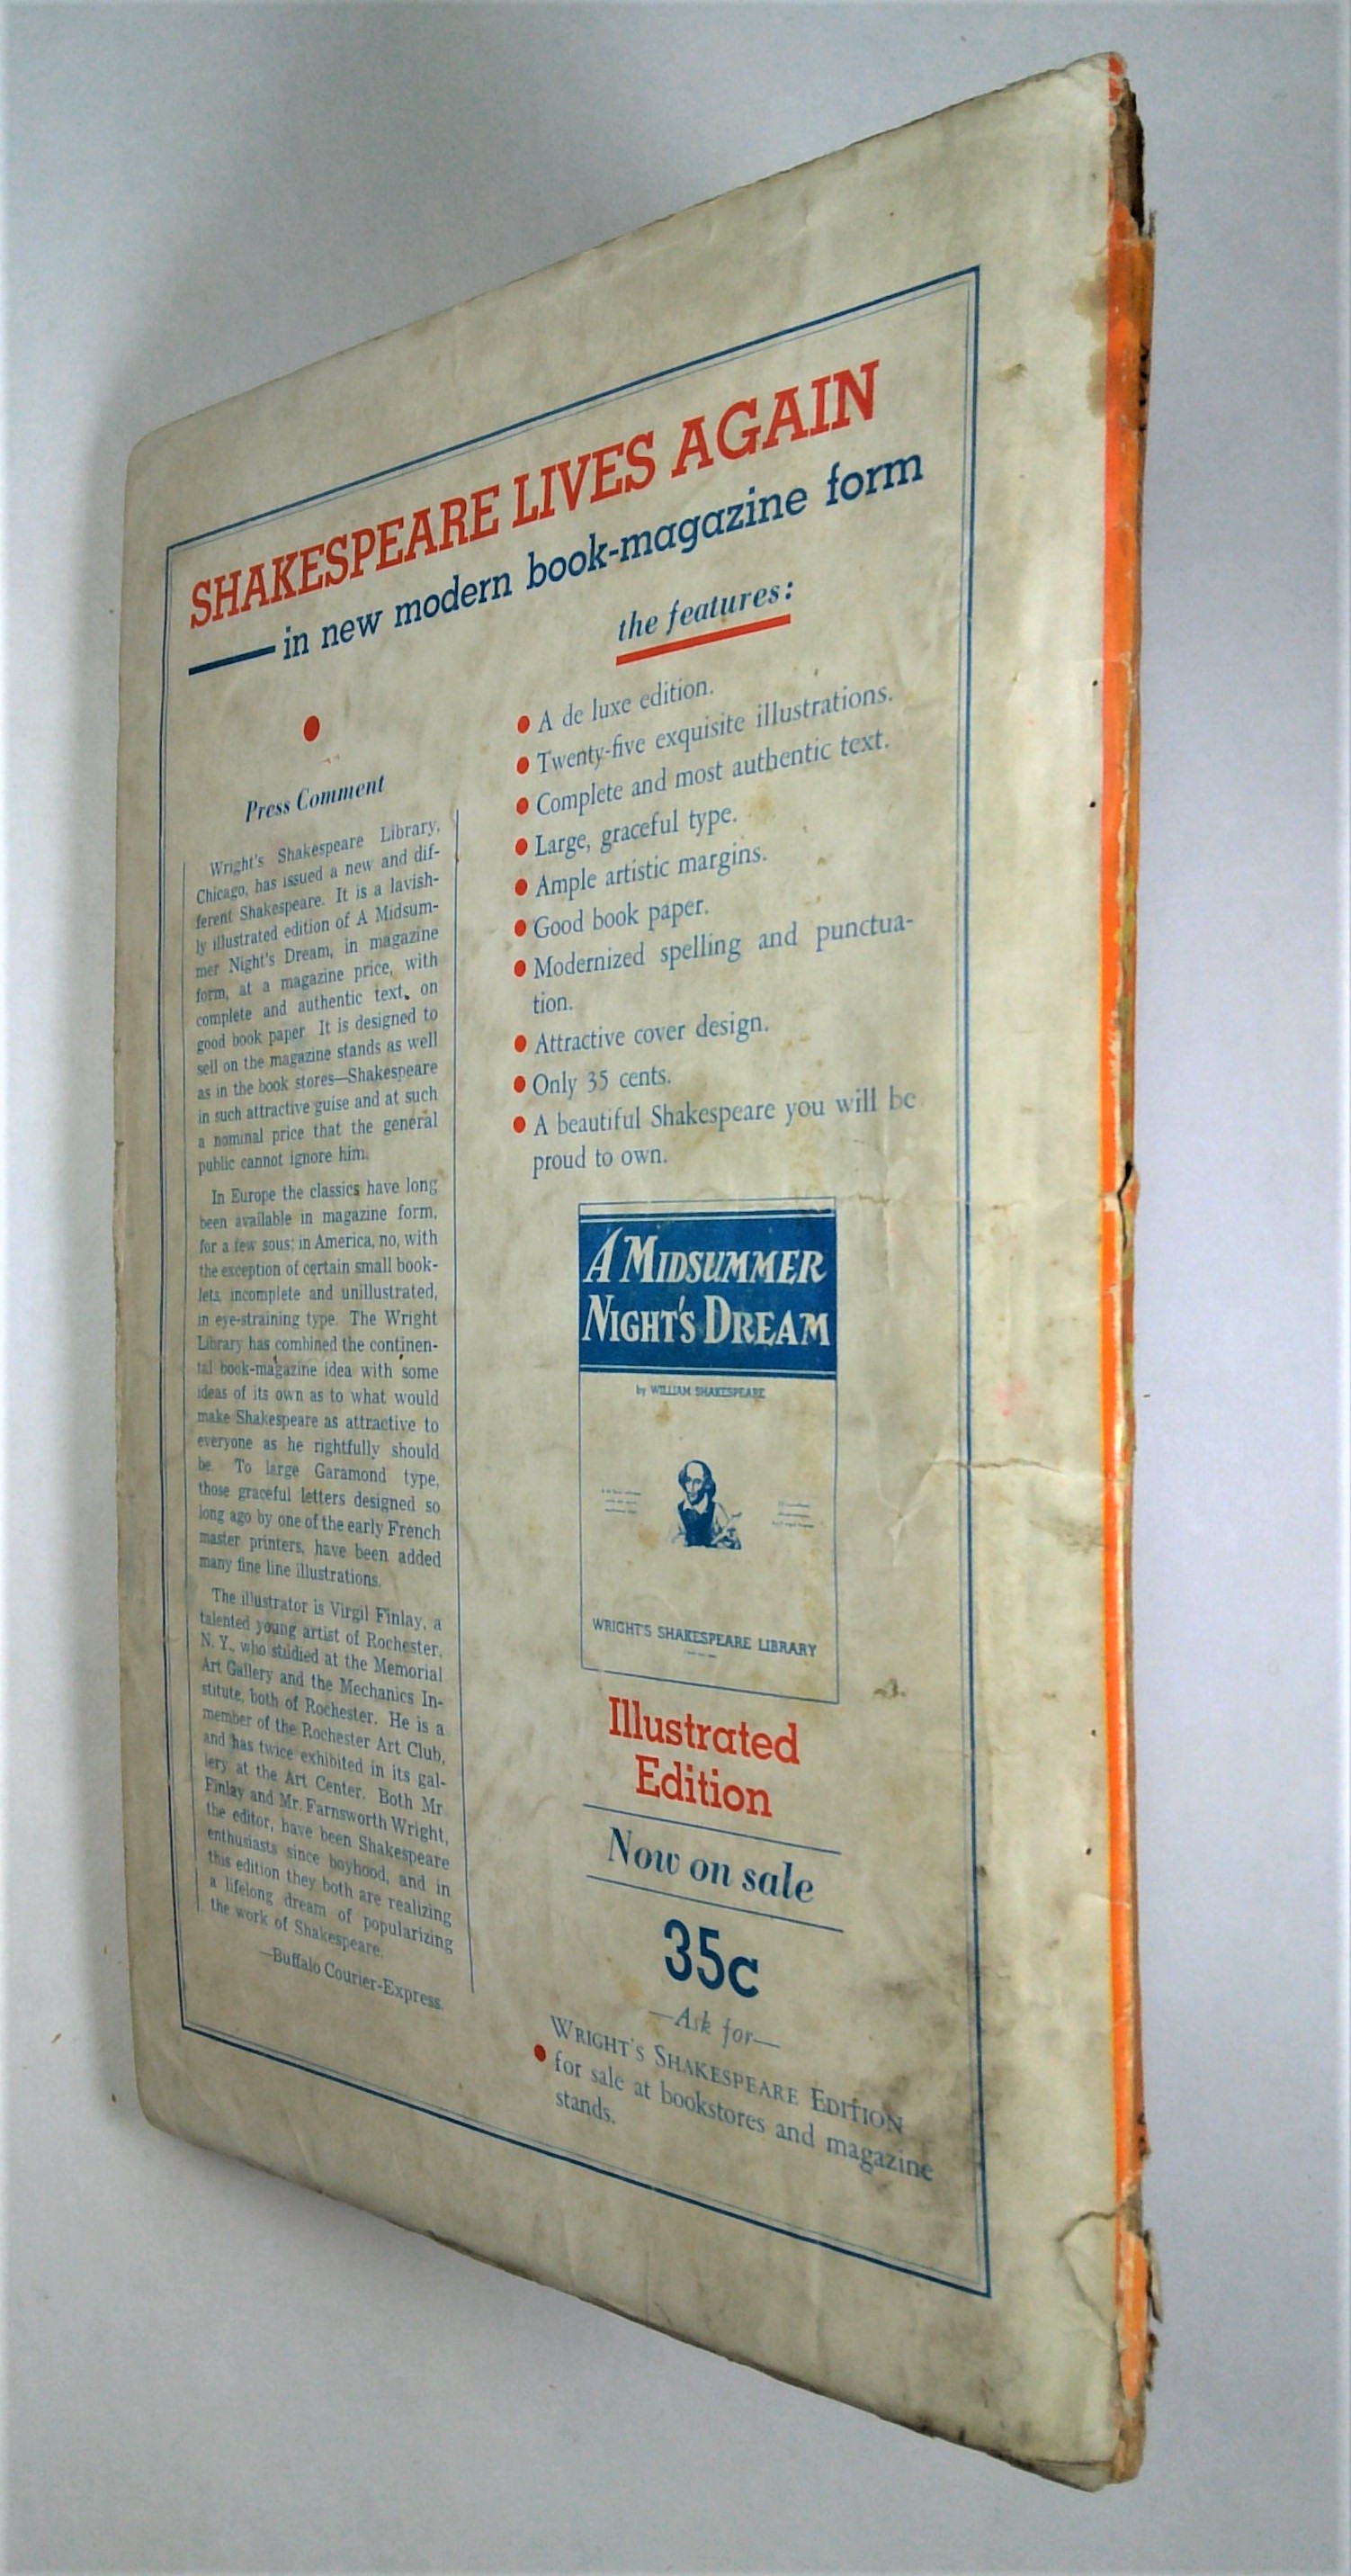 SHAKESPEARE LIVES AGAIN
in new modern book-magazine form
Press Comment
Wright's Shakespeare Library,
Chicago, has issued a new and dif-
ferent Shakespeare. It is a lavish-
ly illustrated edition of A Midsum-
mer Night's Dream, in magazine
form, at a magazine price, with
complete and authentic text, on
good book paper. It is designed to
sell on the magazine stands as well
as in the book stores—Shakespeare
in such attractive guise and at such
a nominal price that the general
public cannot ignore him.
In Europe the classics have long
been available in magazine form,
for a few sous; in America, no, with
the exception of certain small book-
lets, incomplete and unillustrated,
in eye-straining type. The Wright
Library has combined the continen-
tal book-magazine idea with some
ideas of its own as to what would
make Shakespeare as attractive to
everyone as he rightfully should
be. To large Garamond type,
those graceful letters designed so
long ago by one of the early French
master printers, have been added
many fine line illustrations.
The illustrator is Virgil Finlay, a
talented young artist of Rochester,
N. Y., who studied at the Memorial
Art Gallery and the Mechanics In-
stitute, both of Rochester. He is a
member of the Rochester Art Club,
and has twice exhibited in its gal-
lery at the Art Center. Both Mr.
Finlay and Mr. Farnsworth Wright,
the editor, have been Shakespeare
enthusiasts since boyhood, and in
this edition they both are realizing
a lifelong dream of popularizing
the work of Shakespeare.
—Buffalo Courier-Express.
the features:
● A de luxe edition.
● Twenty-five exquisite illustrations.
● Complete and most authentic text.
● Large, graceful type.
● Ample artistic margins.
● Good book paper.
● Modernized spelling and punctua-
tion.
● Attractive cover design.
● Only 35 cents.
● A beautiful Shakespeare you will be
proud to own.
A MIDSUMMER
NIGHT'S DREAM
by WILLIAM SHAKESPEARE
WRIGHT'S SHAKESPEARE LIBRARY
Illustrated
Edition
Now on sale
35c
—Ask for—
WRIGHT'S SHAKESPEARE EDITION
● for sale at bookstores and magazine
stands.